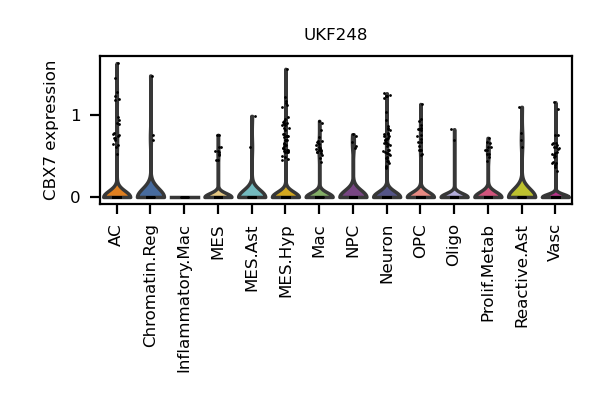 UKF248
CBX7 expression
1
0
AC
Chromatin.Reg
Inflammatory.Mac
MES
MES.Ast
MES.Hyp
Mac
NPC
Neuron
OPC
Oligo
Prolif.Metab
Reactive.Ast
Vasc